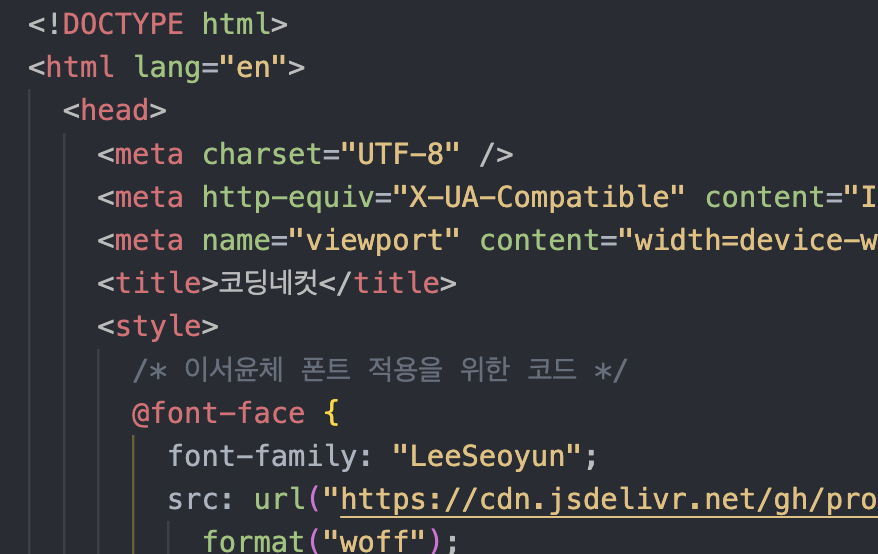 <!DOCTYPE html>
<html lang="en">
<head>
<meta charset="UTF-8" />
<meta http-equiv="X-UA-Compatible" content="I
<meta name="viewport" content="width=device-w
<title>코딩네컷</title>
<style>
/* 이서윤체 폰트 적용을 위한 코드 */
@font-face {
font-family: "LeeSeoyun";
src: url("https://cdn.jsdelivr.net/gh/pro
format("woff");